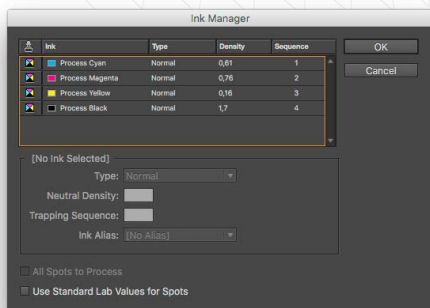 Ink Manager
Ink Type Density Sequence
Process Cyan Normal 0,61 1
Process Magenta Normal 0,76 2
Process Yellow Normal 0,16 3
Process Black Normal 1,7 4
OK
Cancel
[No Ink Selected]
Type: Normal
Neutral Density:
Trapping Sequence:
Ink Alias: [No Alias]
All Spots to Process
Use Standard Lab Values for Spots